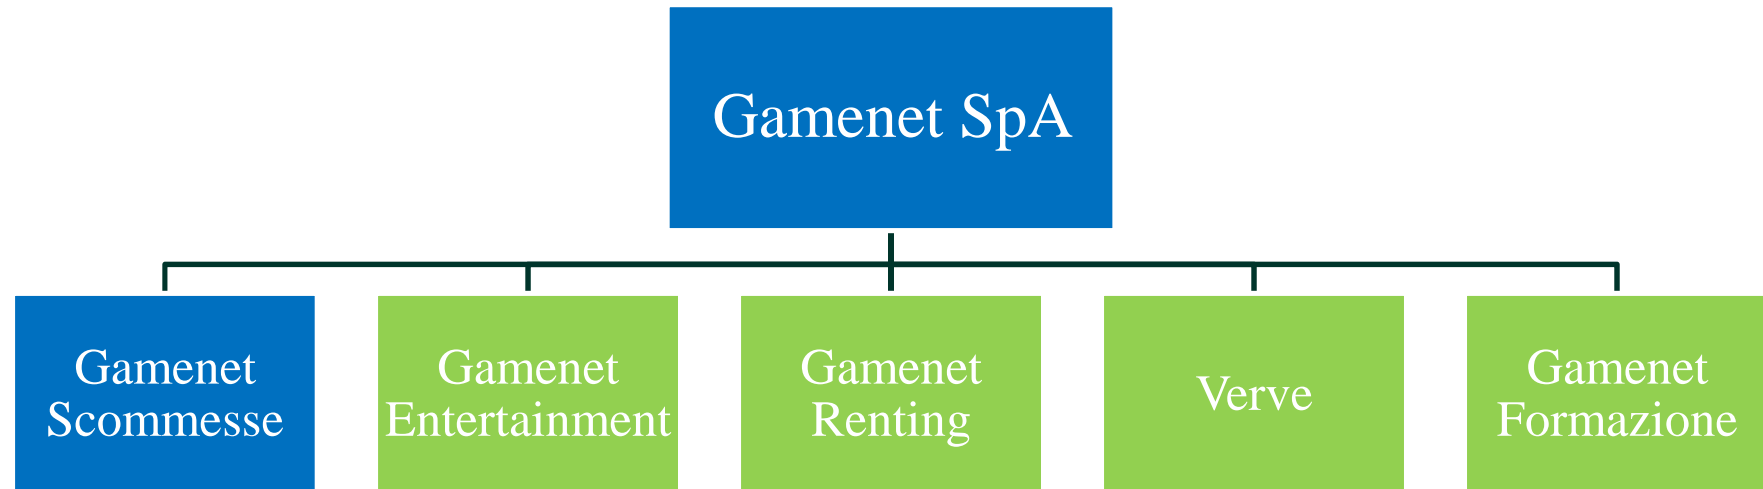 Gamenet SpA
Gamenet
Scommesse
Gamenet
Entertainment
Gamenet
Renting
Verve
Gamenet
Formazione